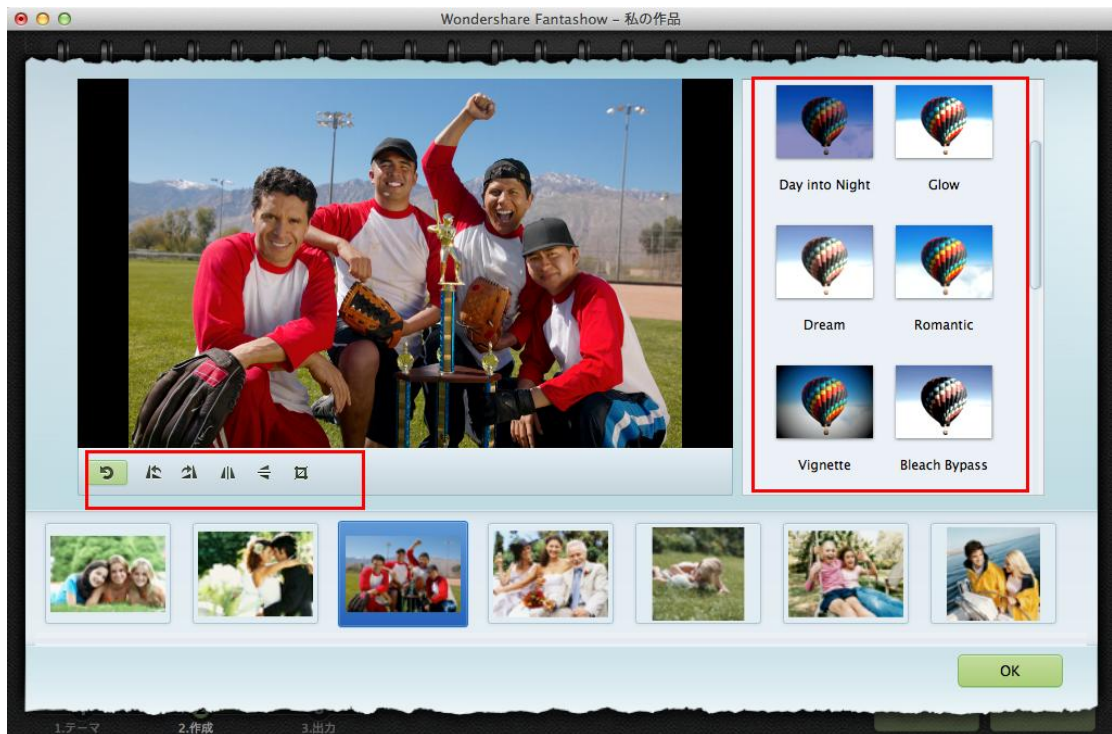 Wondershare Fantashow – 私の作品
Day into Night
Glow
Dream
Romantic
Vignette
Bleach Bypass
OK
1.テーマ
2.作成
3.出力